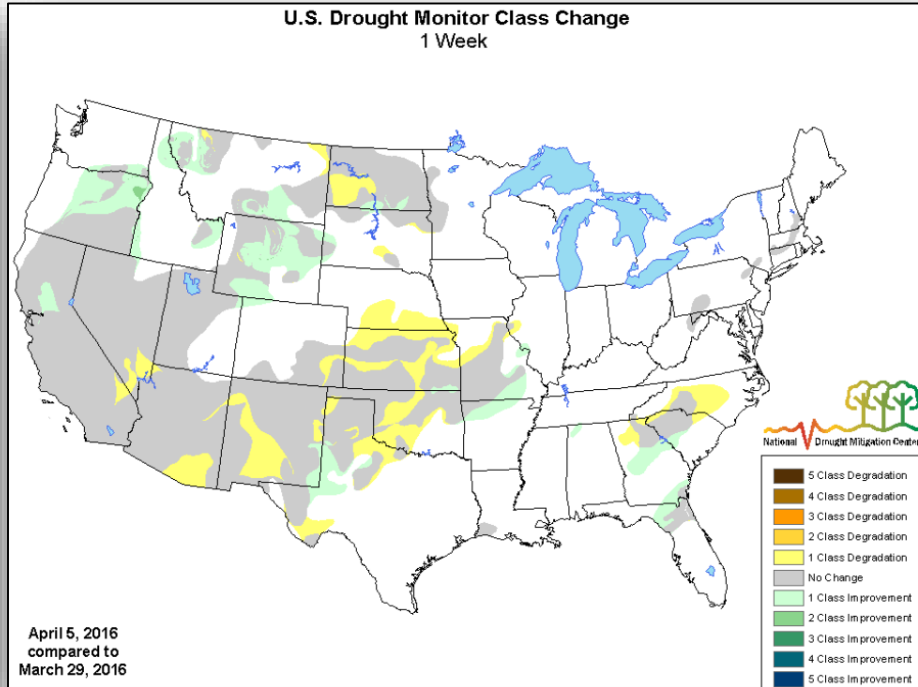 U.S. Drought Monitor Class Change
1 Week
2
National Drought Mitigation Center
5 Class Degradation
4 Class Degradation
3 Class Degradation
2 Class Degradation
1 Class Degradation
No Change
1 Class Improvement
2 Class Improvement
3 Class Improvement
4 Class Improvement
5 Class Improvement
April 5, 2016
compared to
March 29, 2016